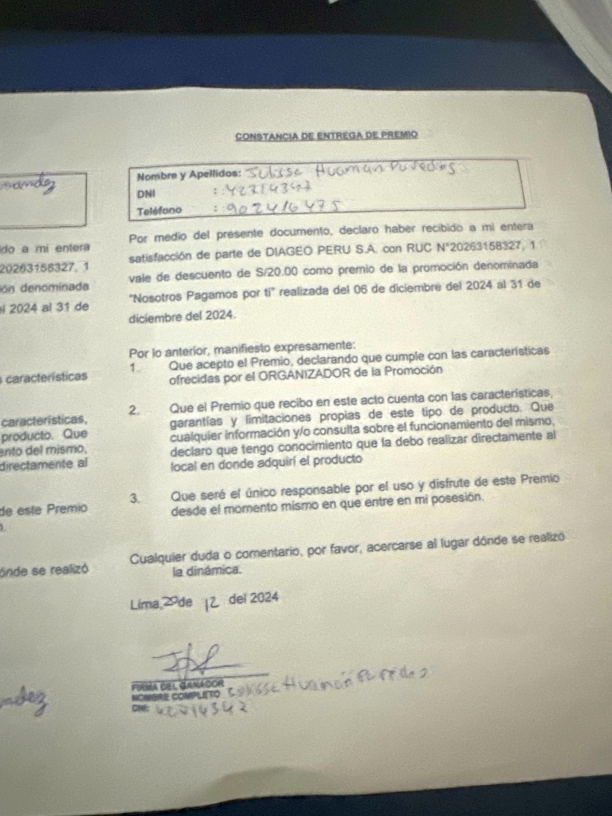 CONSTANCIA DE ENTREGA DE PREMIO
Nombre y Apellidos: Julissa Huamán Paredes
DNI : 42714342
Teléfono : 902416475
Por medio del presente documento, declaro haber recibido a mi entera
satisfacción de parte de DIAGEO PERU S.A. con RUC N°20263158327, 1
vale de descuento de S/20.00 como premio de la promoción denominada
"Nosotros Pagamos por ti" realizada del 06 de diciembre del 2024 al 31 de
diciembre del 2024.
Por lo anterior, manifiesto expresamente:
1. Que acepto el Premio, declarando que cumple con las características
ofrecidas por el ORGANIZADOR de la Promoción
2. Que el Premio que recibo en este acto cuenta con las características,
garantías y limitaciones propias de este tipo de producto. Que
cualquier información y/o consulta sobre el funcionamiento del mismo,
declaro que tengo conocimiento que la debo realizar directamente al
local en donde adquirí el producto
3. Que seré el único responsable por el uso y disfrute de este Premio
desde el momento mismo en que entre en mi posesión.
Cualquier duda o comentario, por favor, acercarse al lugar dónde se realizó
la dinámica.
Lima, 20 de 12 del 2024
FIRMA DEL GANADOR
NOMBRE COMPLETO Julissa Huamán Paredes
DNI: 42714342
ido a mi entera
20263158327, 1
ón denominada
el 2024 al 31 de
características
características,
producto. Que
ento del mismo,
directamente al
de este Premio
ónde se realizó